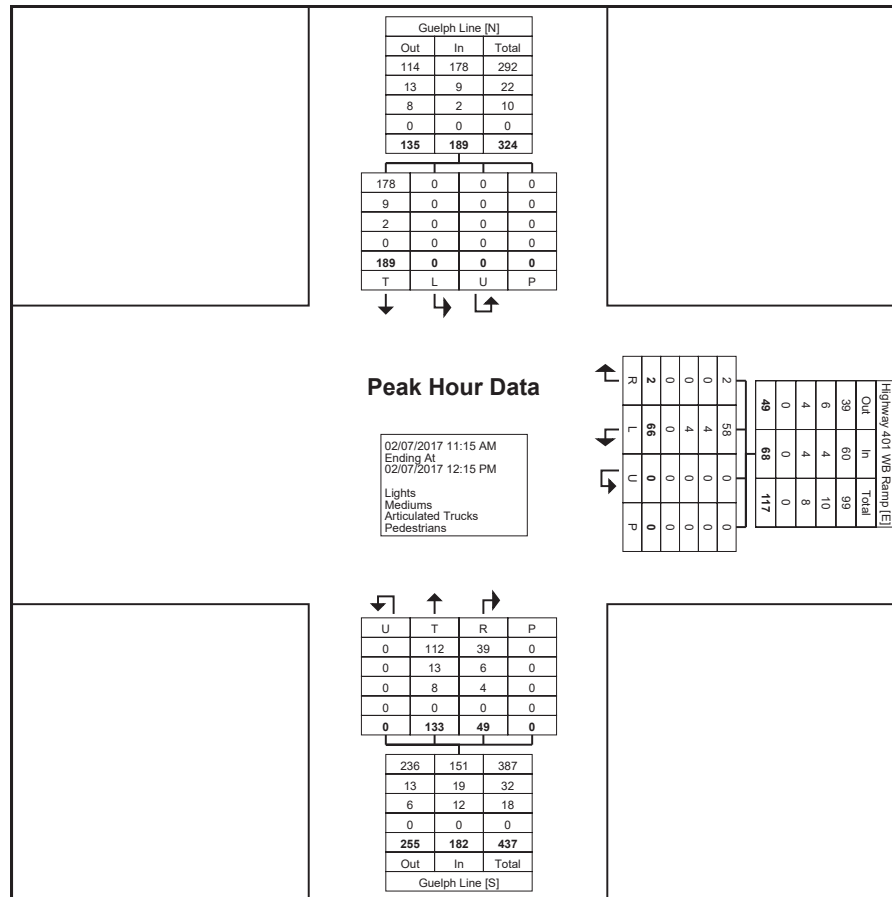 Guelph Line [N]
Out In Total
114 178 292
13 9 22
8 2 10
0 0 0
135 189 324
178 0 0 0
9 0 0 0
2 0 0 0
0 0 0 0
189 0 0 0
T L U P
Peak Hour Data
02/07/2017 11:15 AM
Ending At
02/07/2017 12:15 PM
Lights
Mediums
Articulated Trucks
Pedestrians
Highway 401 WB Ramp [E]
Out In Total
39 60 99
6 4 10
4 4 8
0 0 0
49 68 117
2 58 0 0
0 4 0 0
0 4 0 0
0 0 0 0
2 66 0 0
R L U P
U T R P
0 112 39 0
0 13 6 0
0 8 4 0
0 0 0 0
0 133 49 0
236 151 387
13 19 32
6 12 18
0 0 0
255 182 437
Out In Total
Guelph Line [S]